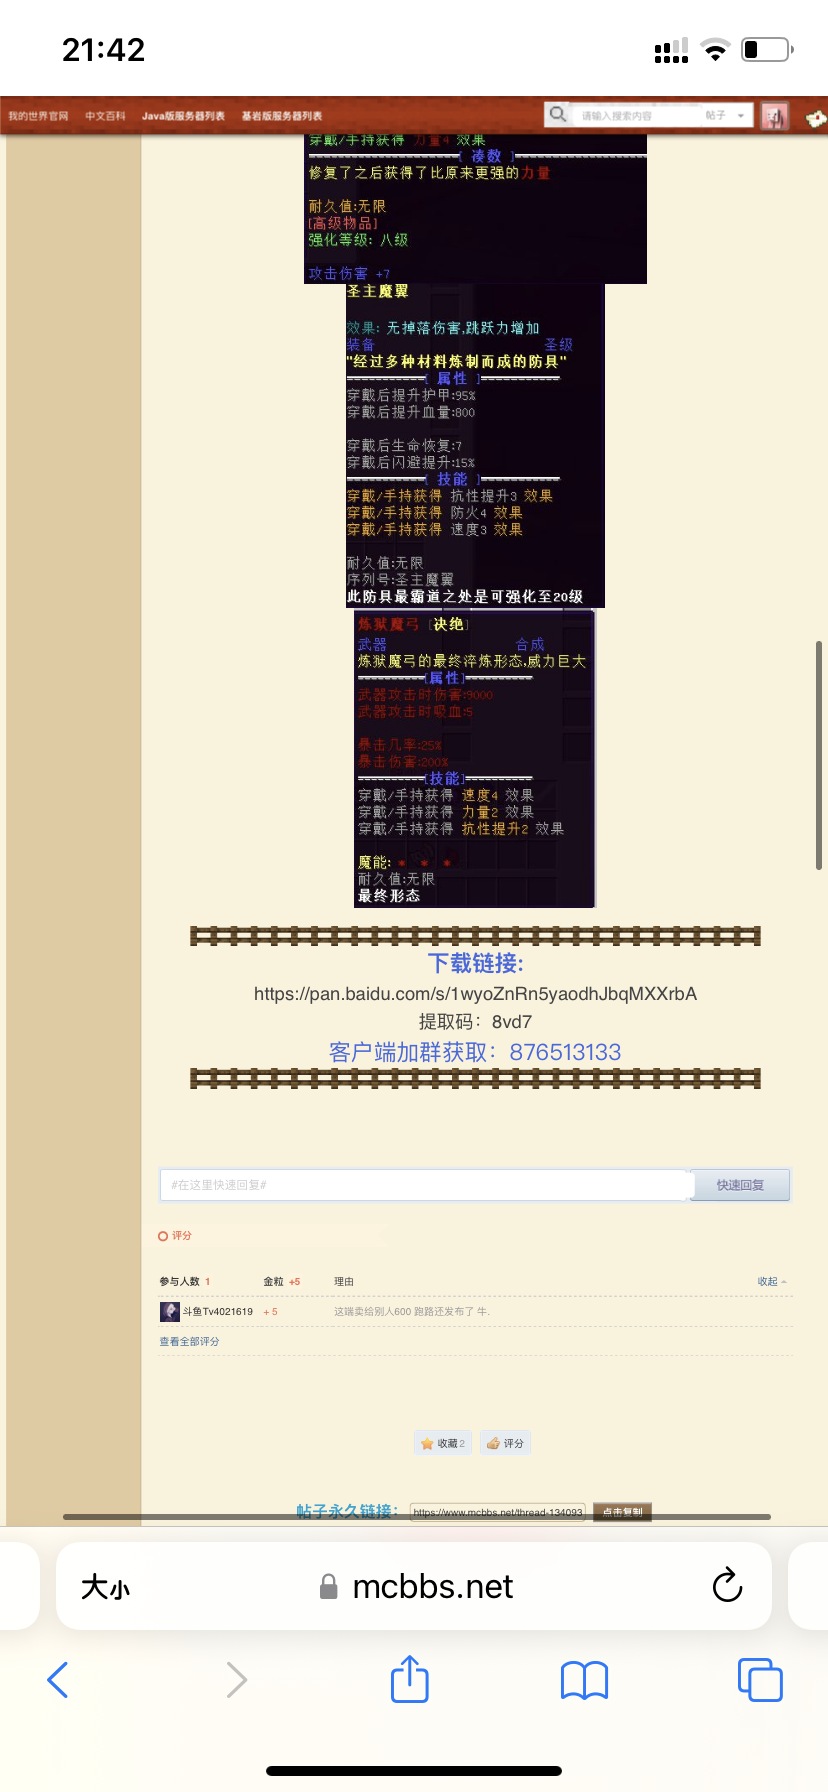 21:42
我的世界官网 中文百科 Java版服务器列表 基岩版服务器列表 请输入搜索内容 帖子
穿戴/手持获得 力量4 效果
[ 凑数 ]
修复了之后获得了比原来更强的力量
耐久值:无限
[高级物品]
强化等级: 八级
攻击伤害 +7
圣主魔翼
效果: 无掉落伤害,跳跃力增加
装备 圣级
"经过多种材料炼制而成的防具"
[ 属性 ]
穿戴后提升护甲:95%
穿戴后提升血量:800
穿戴后生命恢复:7
穿戴后闪避提升:15%
[ 技能 ]
穿戴/手持获得 抗性提升3 效果
穿戴/手持获得 防火4 效果
穿戴/手持获得 速度3 效果
耐久值:无限
序列号:圣主魔翼
此防具最霸道之处是可强化至20级
炼狱魔弓 [决绝]
武器 合成
炼狱魔弓的最终淬炼形态,威力巨大
[属性]
武器攻击时伤害:9000
武器攻击时吸血:5
暴击几率:25%
暴击伤害:200%
[技能]
穿戴/手持获得 速度4 效果
穿戴/手持获得 力量2 效果
穿戴/手持获得 抗性提升2 效果
魔能: * * *
耐久值:无限
最终形态
下载链接:
https://pan.baidu.com/s/1wyoZnRn5yaodhJbqMXXrbA
提取码：8vd7
客户端加群获取：876513133
#在这里快速回复# 快速回复
评分
参与人数 1 金粒 +5 理由 收起
斗鱼Tv4021619 + 5 这端卖给别人600 跑路还发布了 牛.
查看全部评分
收藏 2 评分
帖子永久链接： https://www.mcbbs.net/thread-134093 点击复制
大小 mcbbs.net